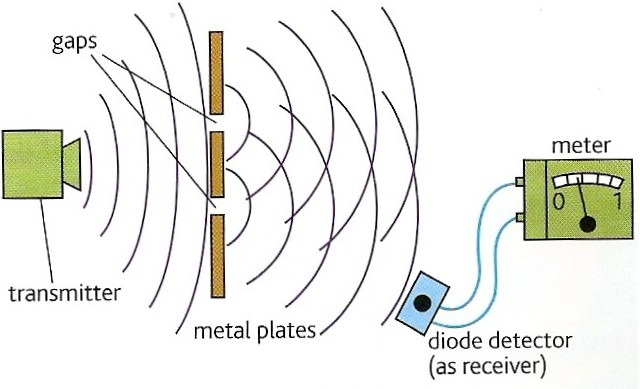 gaps
meter
0 1
transmitter
metal plates
diode detector
(as receiver)